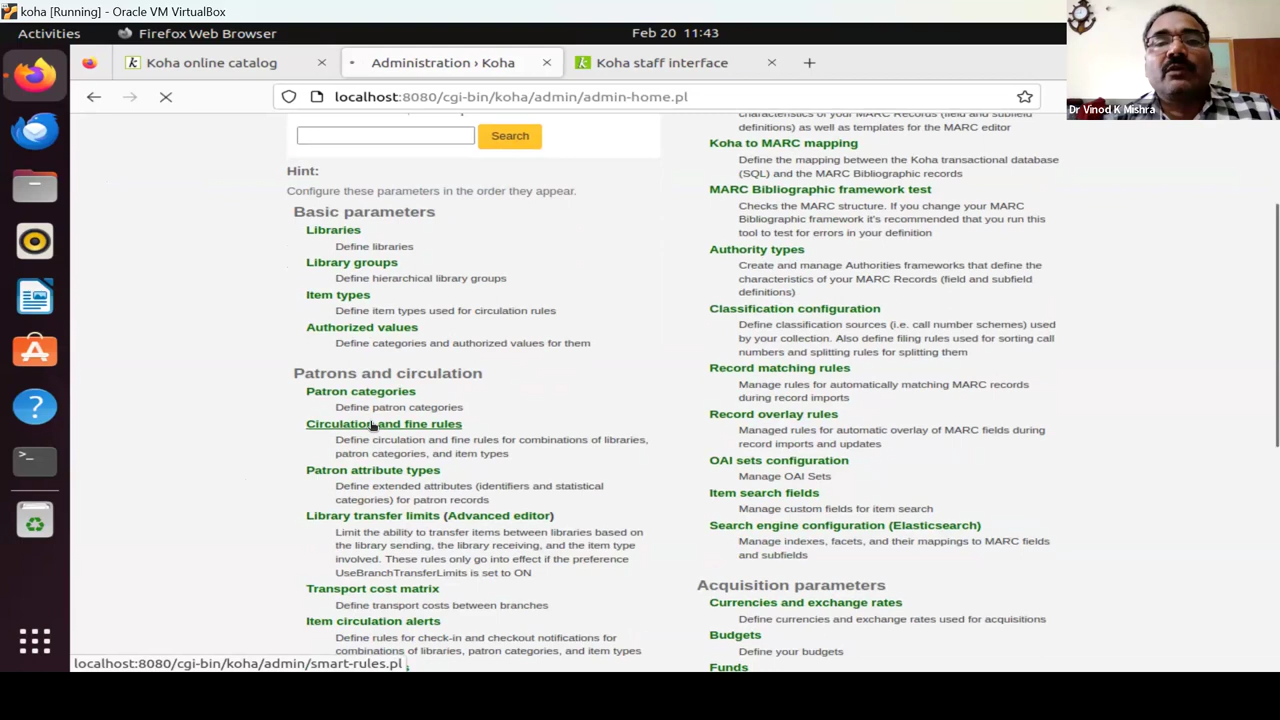 koha [Running] - Oracle VM VirtualBox
Activities
Firefox Web Browser
Feb 20 11:43
Koha online catalog
Administration › Koha
Koha staff interface
localhost:8080/cgi-bin/koha/admin/admin-home.pl
Dr Vinod K Mishra
Search
Hint:
Configure these parameters in the order they appear.
Basic parameters
Libraries
Define libraries
Library groups
Define hierarchical library groups
Item types
Define item types used for circulation rules
Authorized values
Define categories and authorized values for them
Patrons and circulation
Patron categories
Define patron categories
Circulation and fine rules
Define circulation and fine rules for combinations of libraries,
patron categories, and item types
Patron attribute types
Define extended attributes (identifiers and statistical
categories) for patron records
Library transfer limits (Advanced editor)
Limit the ability to transfer items between libraries based on
the library sending, the library receiving, and the item type
involved. These rules only go into effect if the preference
UseBranchTransferLimits is set to ON
Transport cost matrix
Define transport costs between branches
Item circulation alerts
Define rules for check-in and checkout notifications for
combinations of libraries, patron categories, and item types
characteristics of your MARC Records (field and subfield
definitions) as well as templates for the MARC editor
Koha to MARC mapping
Define the mapping between the Koha transactional database
(SQL) and the MARC Bibliographic records
MARC Bibliographic framework test
Checks the MARC structure. If you change your MARC
Bibliographic framework it's recommended that you run this
tool to test for errors in your definition
Authority types
Create and manage Authorities frameworks that define the
characteristics of your MARC Records (field and subfield
definitions)
Classification configuration
Define classification sources (i.e. call number schemes) used
by your collection. Also define filing rules used for sorting call
numbers and splitting rules for splitting them
Record matching rules
Manage rules for automatically matching MARC records
during record imports
Record overlay rules
Managed rules for automatic overlay of MARC fields during
record imports and updates
OAI sets configuration
Manage OAI Sets
Item search fields
Manage custom fields for item search
Search engine configuration (Elasticsearch)
Manage indexes, facets, and their mappings to MARC fields
and subfields
Acquisition parameters
Currencies and exchange rates
Define currencies and exchange rates used for acquisitions
Budgets
Define your budgets
Funds
localhost:8080/cgi-bin/koha/admin/smart-rules.pl